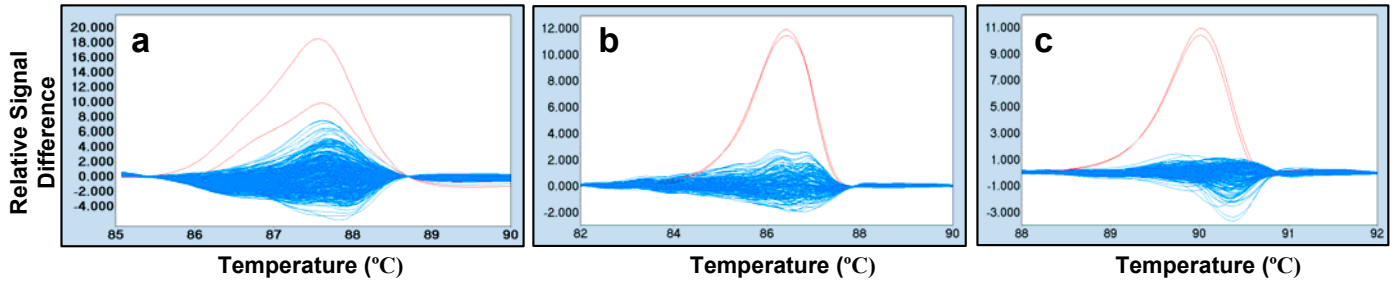 Relative Signal
Difference
a
20.000
18.000
16.000
14.000
12.000
10.000
8.000
6.000
4.000
2.000
0.000
-2.000
-4.000
85 86 87 88 89 90
Temperature (ºC)
b
12.000
10.000
8.000
6.000
4.000
2.000
0.000
-2.000
82 84 86 88 90
Temperature (ºC)
c
11.000
9.000
7.000
5.000
3.000
1.000
-1.000
-3.000
88 89 90 91 92
Temperature (ºC)